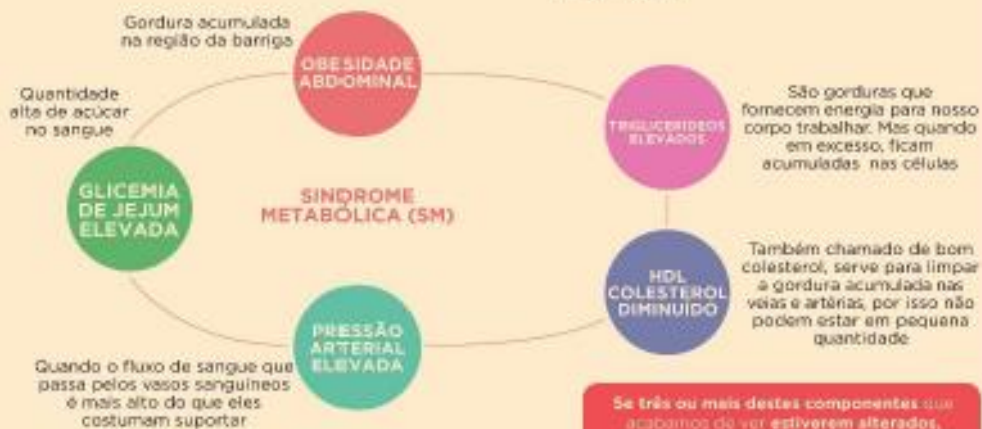 Gordura acumulada
na região da barriga
OBESIDADE
ABDOMINAL
Quantidade
alta de açúcar
no sangue
TRIGLICERÍDEOS
ELEVADOS
São gorduras que
fornecem energia para nosso
corpo trabalhar. Mas quando
em excesso, ficam
acumuladas nas células
GLICEMIA
DE JEJUM
ELEVADA
SINDROME
METABÓLICA (SM)
HDL
COLESTEROL
DIMINUÍDO
Também chamado de bom
colesterol, serve para limpar
a gordura acumulada nas
veias e artérias, por isso não
podem estar em pequena
quantidade
PRESSÃO
ARTERIAL
ELEVADA
Quando o fluxo de sangue que
passa pelos vasos sanguíneos
é mais alto do que eles
costumam suportar
Se três ou mais destes componentes que
acabamos de ver estiverem alterados,